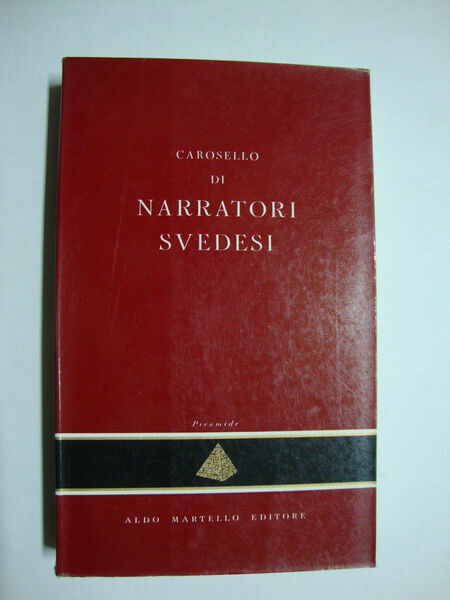 CAROSELLO
DI
NARRATORI
SVEDESI
Piramide
ALDO MARTELLO EDITORE